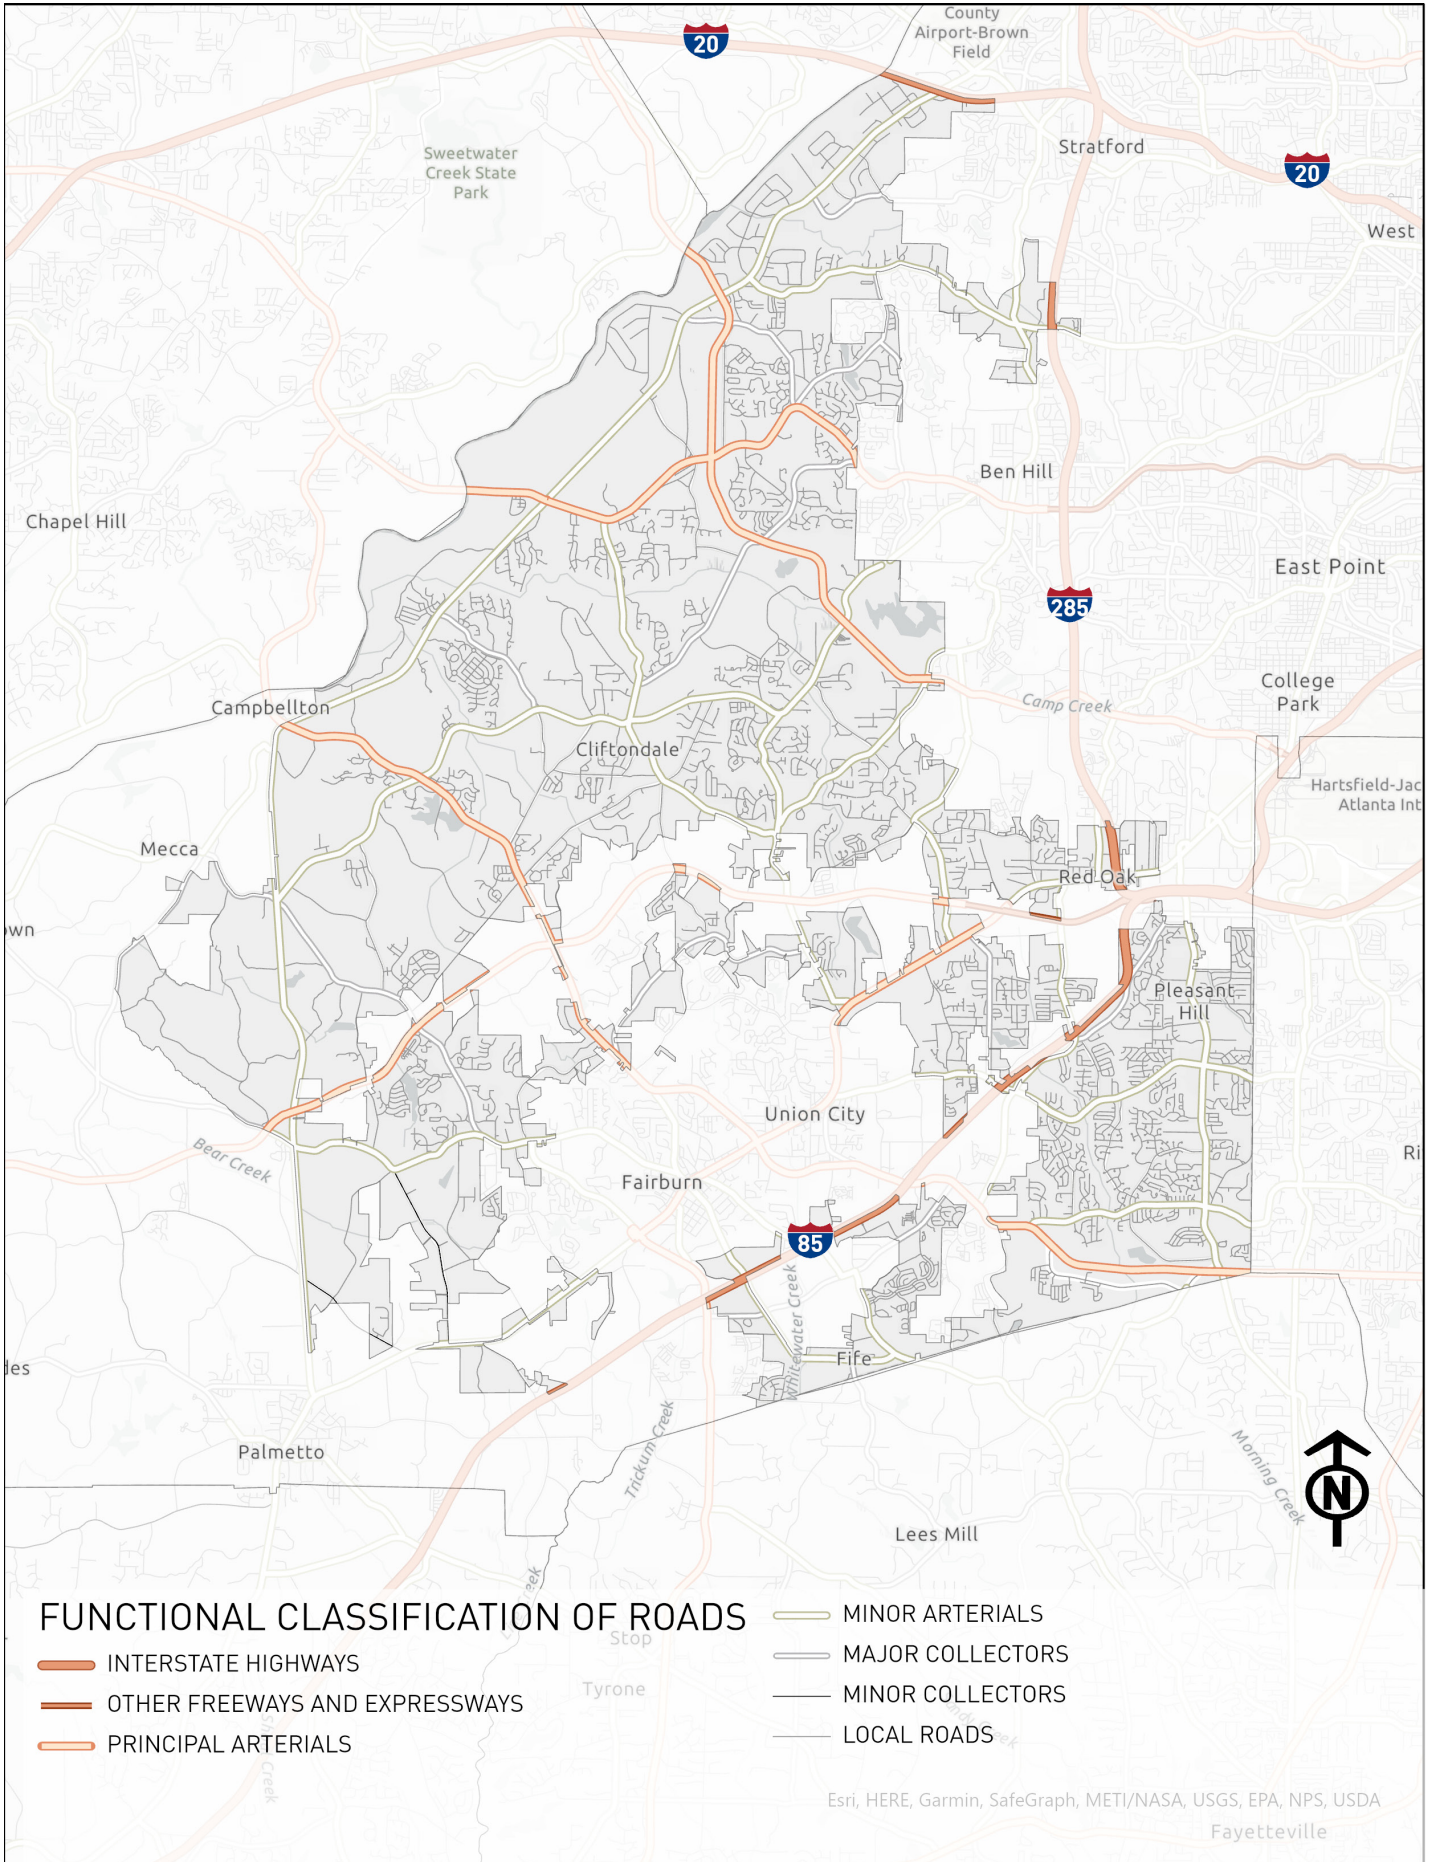 County
Airport-Brown
Field
20
Stratford
Sweetwater
Creek State
Park
20
West
Ben Hill
Chapel Hill
East Point
285
College
Park
Camp Creek
Campbellton
Cliftondale
Hartsfield-Jac
Atlanta Int
Mecca
Red Oak
own
Pleasant
Hill
Union City
Bear Creek
Ri
Fairburn
85
Whitewater Creek
Fife
des
Trickum Creek
Palmetto
Morning Creek
N
Lees Mill
Creek
FUNCTIONAL CLASSIFICATION OF ROADS
INTERSTATE HIGHWAYS
OTHER FREEWAYS AND EXPRESSWAYS
PRINCIPAL ARTERIALS
MINOR ARTERIALS
MAJOR COLLECTORS
MINOR COLLECTORS
LOCAL ROADS
Stop
Tyrone
Creek
Esri, HERE, Garmin, SafeGraph, METI/NASA, USGS, EPA, NPS, USDA
Fayetteville